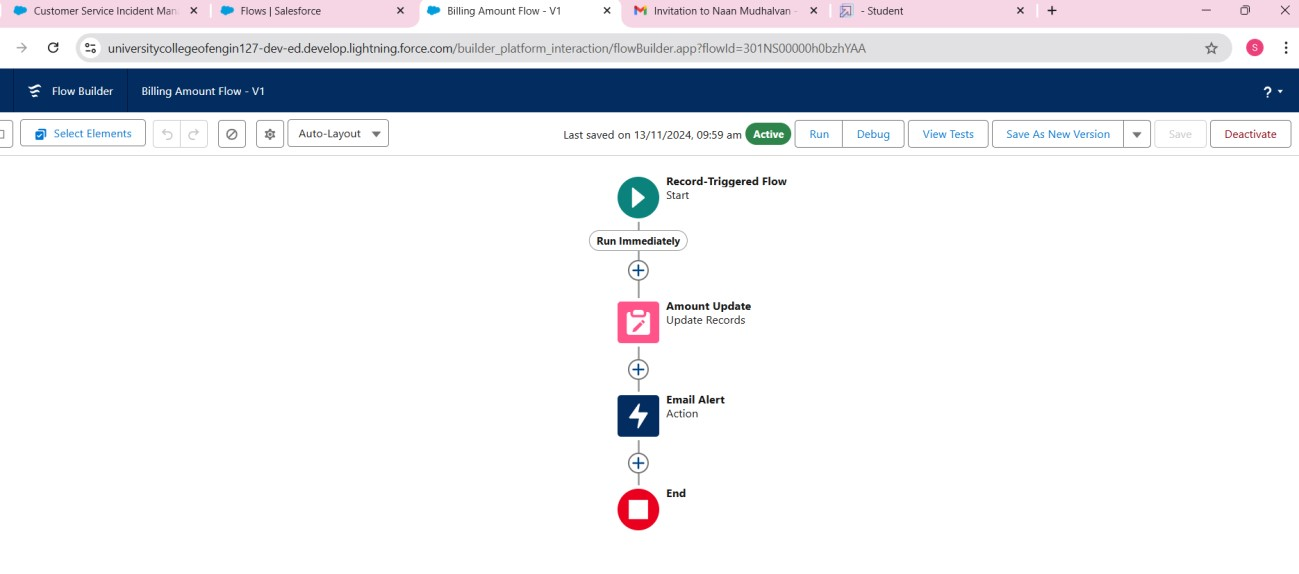 Customer Service Incident Man
Flows | Salesforce
Billing Amount Flow - V1
Invitation to Naan Mudhalvan -
- Student
universitycollegeofengin127-dev-ed.develop.lightning.force.com/builder_platform_interaction/flowBuilder.app?flowId=301NS00000h0bzhYAA
S
Flow Builder
Billing Amount Flow - V1
?
Select Elements
Auto-Layout
Last saved on 13/11/2024, 09:59 am
Active
Run
Debug
View Tests
Save As New Version
Save
Deactivate
Record-Triggered Flow
Start
Run Immediately
Amount Update
Update Records
Email Alert
Action
End